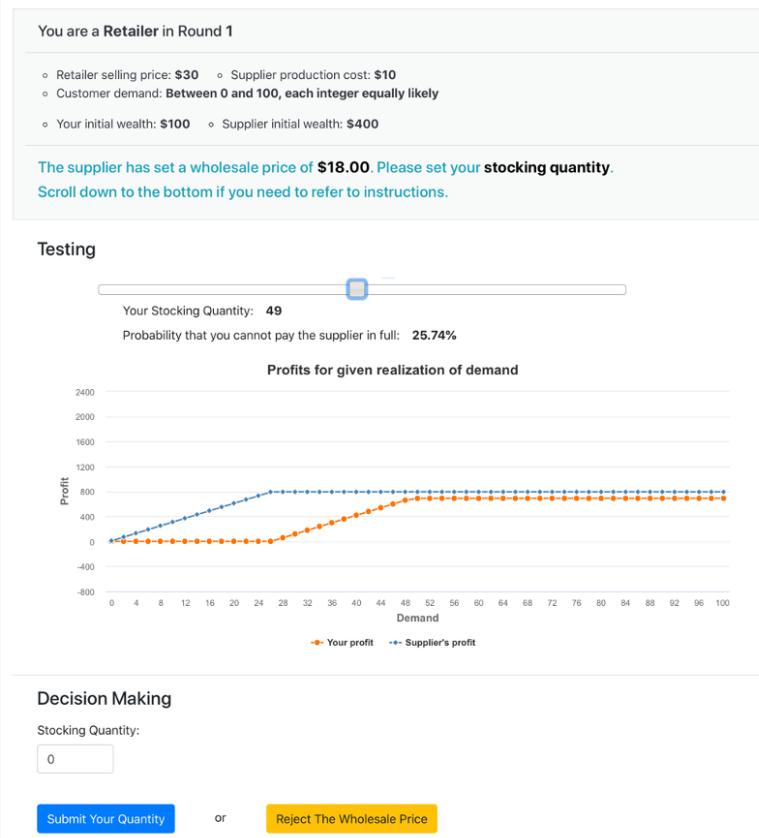 You are a Retailer in Round 1
Retailer selling price: $30 Supplier production cost: $10
Customer demand: Between 0 and 100, each integer equally likely
Your initial wealth: $100 Supplier initial wealth: $400
The supplier has set a wholesale price of $18.00. Please set your stocking quantity.
Scroll down to the bottom if you need to refer to instructions.
Testing
Your Stocking Quantity: 49
Probability that you cannot pay the supplier in full: 25.74%
Profits for given realization of demand
2400
2000
1600
1200
800
400
0
-400
-800
Profit
0 4 8 12 16 20 24 28 32 36 40 44 48 52 56 60 64 68 72 76 80 84 88 92 96 100
Demand
Your profit Supplier's profit
Decision Making
Stocking Quantity:
0
Submit Your Quantity or Reject The Wholesale Price